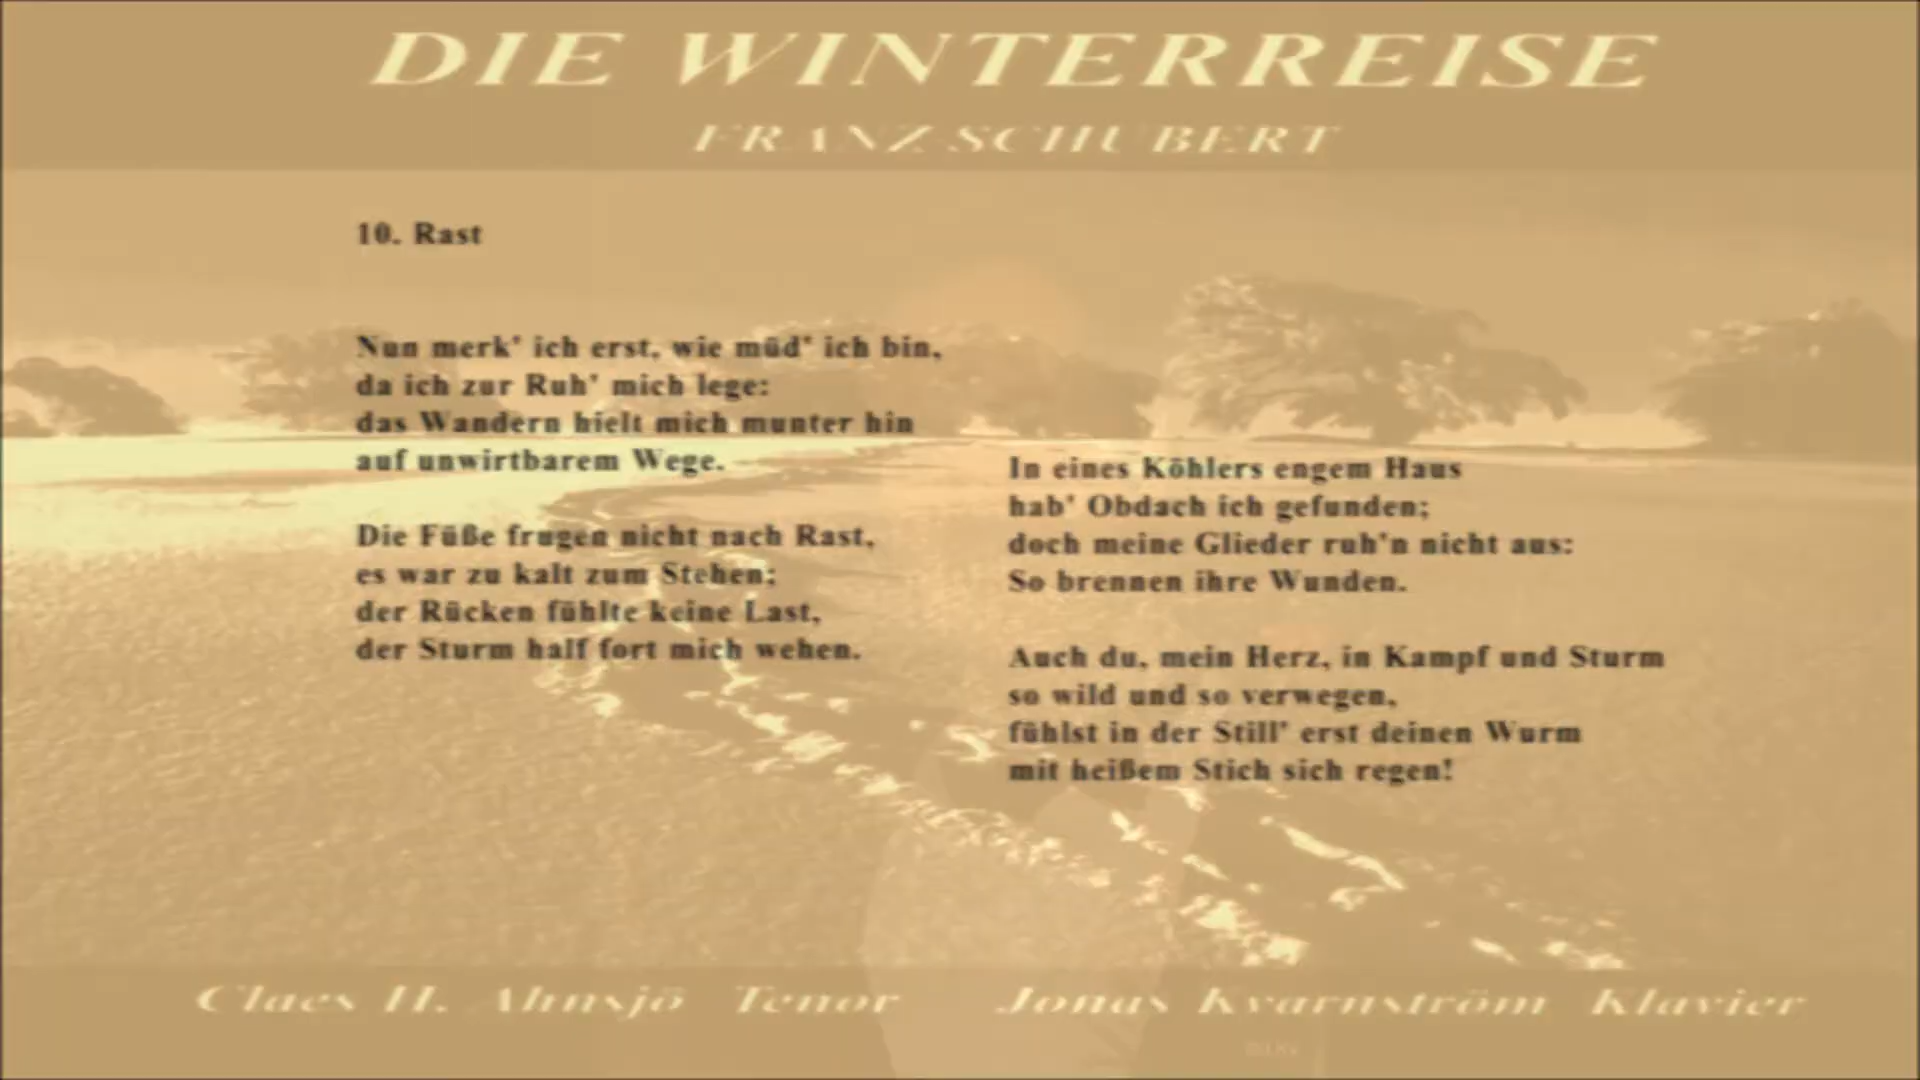 DIE WINTERREISE
FRANZ SCHUBERT
10. Rast
Nun merk' ich erst, wie müd' ich bin,
da ich zur Ruh' mich lege:
das Wandern hielt mich munter hin
auf unwirtbarem Wege.
Die Füße frugen nicht nach Rast,
es war zu kalt zum Stehen;
der Rücken fühlte keine Last,
der Sturm half fort mich wehen.
In eines Köhlers engem Haus
hab' Obdach ich gefunden;
doch meine Glieder ruh'n nicht aus:
So brennen ihre Wunden.
Auch du, mein Herz, in Kampf und Sturm
so wild und so verwegen,
fühlst in der Still' erst deinen Wurm
mit heißem Stich sich regen!
Claes H. Ahnsjö Tenor Jonas Kvarnström Klavier